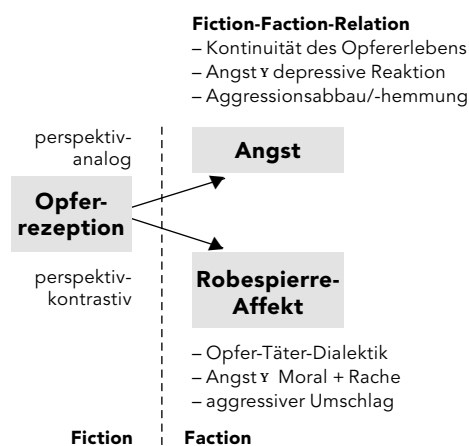 Fiction-Faction-Relation
– Kontinuität des Opfererlebens
– Angst Y depressive Reaktion
– Aggressionsabbau/-hemmung
perspektiv-
analog
Angst
Opfer-
rezeption
perspektiv-
kontrastiv
Robespierre-
Affekt
– Opfer-Täter-Dialektik
– Angst Y Moral + Rache
– aggressiver Umschlag
Fiction
Faction